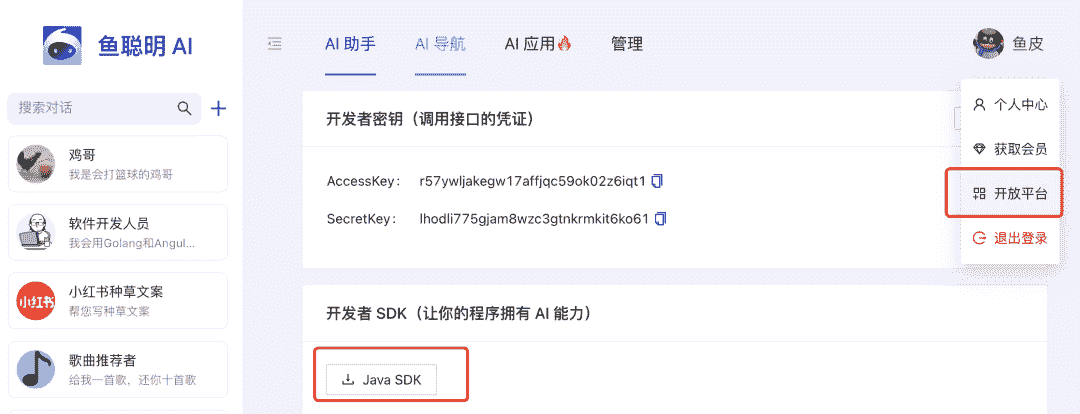 鱼聪明 AI
AI 助手
AI 导航
AI 应用🔥
管理
鱼皮
搜索对话
鸡哥
我是会打篮球的鸡哥
软件开发人员
我会用Golang和Angul...
小红书
小红书种草文案
帮您写种草文案
歌曲推荐者
给我一首歌，还你十首歌
开发者密钥（调用接口的凭证）
AccessKey： r57ywljakegw17affjqc59ok02z6iqt1
SecretKey： lhodli775gjam8wzc3gtnkrmkit6ko61
个人中心
获取会员
开放平台
退出登录
开发者 SDK（让你的程序拥有 AI 能力）
Java SDK